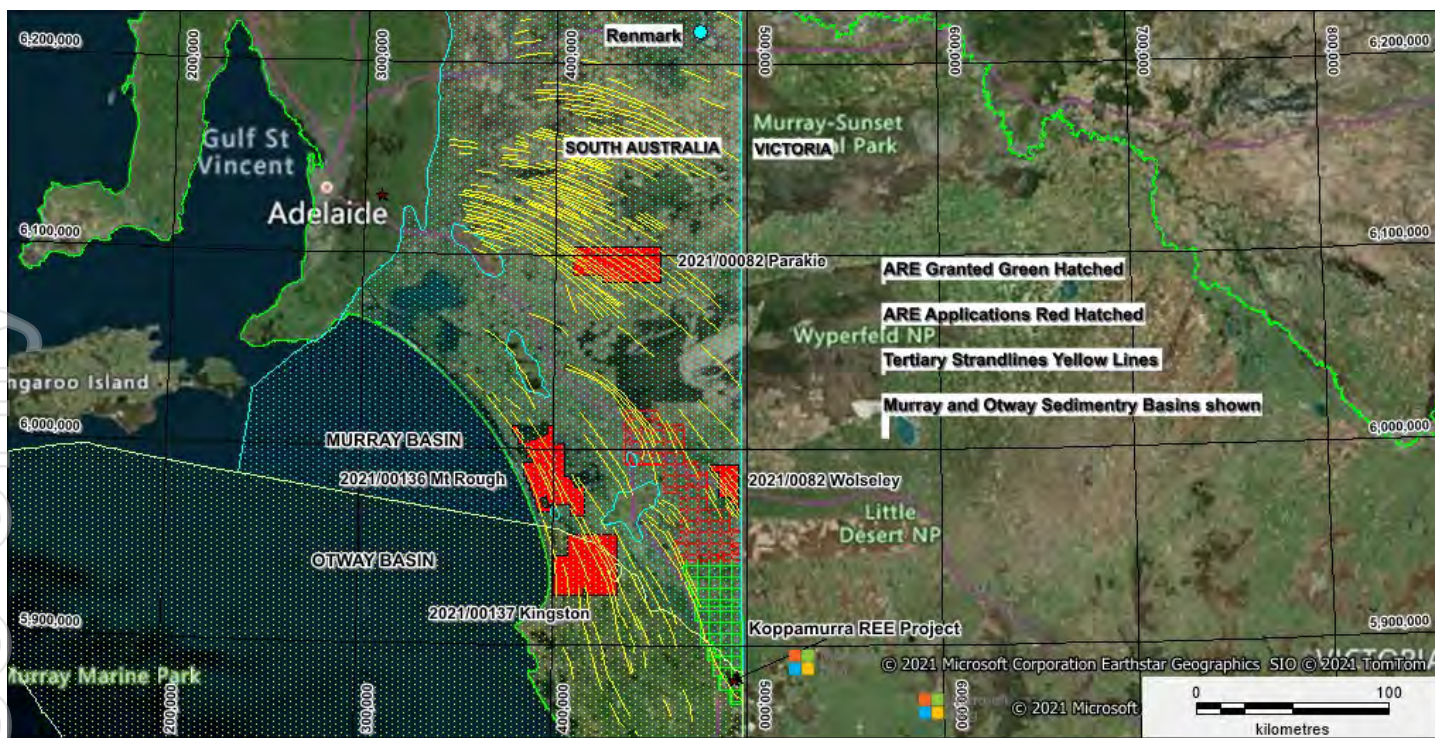 6,200,000
200,000
300,000
400,000
Renmark
500,000
600,000
700,000
800,000
6,200,000
Gulf St
Vincent
SOUTH AUSTRALIA
VICTORIA
Murray-Sunset
al Park
Adelaide
6,100,000
6,100,000
2021/00082 Parakie
ARE Granted Green Hatched
ARE Applications Red Hatched
Wyperfeld NP
Tertiary Strandlines Yellow Lines
ngaroo Island
Murray and Otway Sedimentry Basins shown
6,000,000
6,000,000
MURRAY BASIN
2021/00136 Mt Rough
2021/0082 Wolseley
Little
Desert NP
OTWAY BASIN
2021/00137 Kingston
5,900,000
5,900,000
Koppamurra REE Project
VICTORIA
© 2021 Microsoft Corporation Earthstar Geographics SIO © 2021 TomTom
Murray Marine Park
200,000
300,000
400,000
500,000
600,000
© 2021 Microsoft
0 100
kilometres